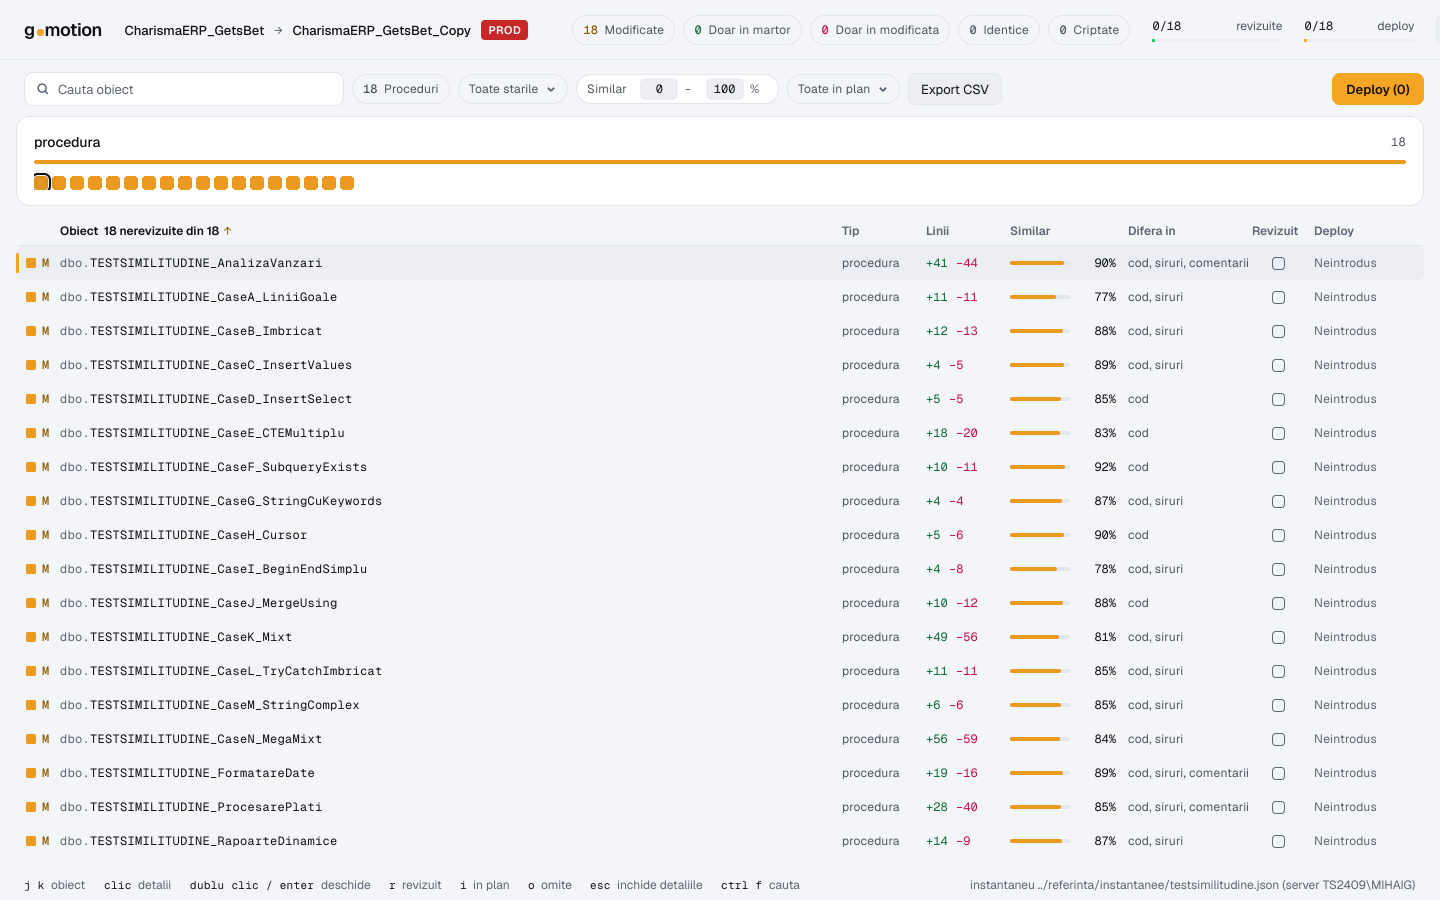 g motion CharismaERP_GetsBet → CharismaERP_GetsBet_Copy PROD 18 Modificate 0 Doar in martor 0 Doar in modificata 0 Identice 0 Criptate 0/18 revizuite 0/18 deploy
Cauta obiect 18 Proceduri Toate starile Similar 0 – 100 % Toate in plan Export CSV Deploy (0)
procedura 18
Obiect 18 nerevizuite din 18 ↑ Tip Linii Similar Difera in Revizuit Deploy
M dbo.TESTSIMILITUDINE_AnalizaVanzari procedura +41 −44 90% cod, siruri, comentarii Neintrodus
M dbo.TESTSIMILITUDINE_CaseA_LiniiGoale procedura +11 −11 77% cod, siruri Neintrodus
M dbo.TESTSIMILITUDINE_CaseB_Imbricat procedura +12 −13 88% cod, siruri Neintrodus
M dbo.TESTSIMILITUDINE_CaseC_InsertValues procedura +4 −5 89% cod, siruri Neintrodus
M dbo.TESTSIMILITUDINE_CaseD_InsertSelect procedura +5 −5 85% cod Neintrodus
M dbo.TESTSIMILITUDINE_CaseE_CTEMultiplu procedura +18 −20 83% cod Neintrodus
M dbo.TESTSIMILITUDINE_CaseF_SubqueryExists procedura +10 −11 92% cod Neintrodus
M dbo.TESTSIMILITUDINE_CaseG_StringCuKeywords procedura +4 −4 87% cod, siruri Neintrodus
M dbo.TESTSIMILITUDINE_CaseH_Cursor procedura +5 −6 90% cod Neintrodus
M dbo.TESTSIMILITUDINE_CaseI_BeginEndSimplu procedura +4 −8 78% cod, siruri Neintrodus
M dbo.TESTSIMILITUDINE_CaseJ_MergeUsing procedura +10 −12 88% cod Neintrodus
M dbo.TESTSIMILITUDINE_CaseK_Mixt procedura +49 −56 81% cod, siruri Neintrodus
M dbo.TESTSIMILITUDINE_CaseL_TryCatchImbricat procedura +11 −11 85% cod, siruri Neintrodus
M dbo.TESTSIMILITUDINE_CaseM_StringComplex procedura +6 −6 85% cod, siruri Neintrodus
M dbo.TESTSIMILITUDINE_CaseN_MegaMixt procedura +56 −59 84% cod, siruri Neintrodus
M dbo.TESTSIMILITUDINE_FormatareDate procedura +19 −16 89% cod, siruri, comentarii Neintrodus
M dbo.TESTSIMILITUDINE_ProcesarePlati procedura +28 −40 85% cod, siruri, comentarii Neintrodus
M dbo.TESTSIMILITUDINE_RapoarteDinamice procedura +14 −9 87% cod, siruri Neintrodus
j k obiect clic detalii dublu clic / enter deschide r revizuit i in plan o omite esc inchide detaliile ctrl f cauta instantaneu ../referinta/instantanee/testsimilitudine.json (server TS2409\MIHAIG)